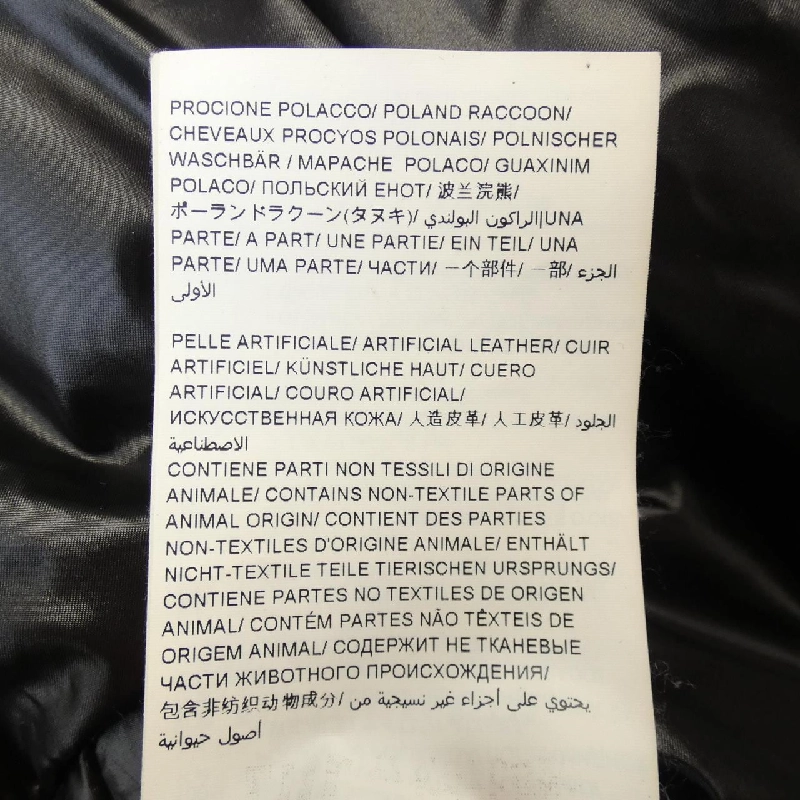 PROCIONE POLACCO/ POLAND RACCOON/
CHEVEAUX PROCYOS POLONAIS/ POLNISCHER
WASCHBÄR / MAPACHE POLACO/ GUAXINIM
POLACO/ ПОЛЬСКИЙ ЕНОТ/ 波兰浣熊/
ポーランドラクーン(タヌキ)/ الراكون البولندي|UNA
PARTE/ A PART/ UNE PARTIE/ EIN TEIL/ UNA
PARTE/ UMA PARTE/ ЧАСТИ/ 一个部件/ 一部/ الجزء
الأولى
PELLE ARTIFICIALE/ ARTIFICIAL LEATHER/ CUIR
ARTIFICIEL/ KÜNSTLICHE HAUT/ CUERO
ARTIFICIAL/ COURO ARTIFICIAL/
ИСКУССТВЕННАЯ КОЖА/ 人造皮革/ 人工皮革/ الجلود
الاصطناعية
CONTIENE PARTI NON TESSILI DI ORIGINE
ANIMALE/ CONTAINS NON-TEXTILE PARTS OF
ANIMAL ORIGIN/ CONTIENT DES PARTIES
NON-TEXTILES D'ORIGINE ANIMALE/ ENTHÄLT
NICHT-TEXTILE TEILE TIERISCHEN URSPRUNGS/
CONTIENE PARTES NO TEXTILES DE ORIGEN
ANIMAL/ CONTÉM PARTES NÃO TÊXTEIS DE
ORIGEM ANIMAL/ СОДЕРЖИТ НЕ ТКАНЕВЫЕ
ЧАСТИ ЖИВОТНОГО ПРОИСХОЖДЕНИЯ/
包含非纺织动物成分/ يحتوي على أجزاء غير نسيجية من
أصول حيوانية